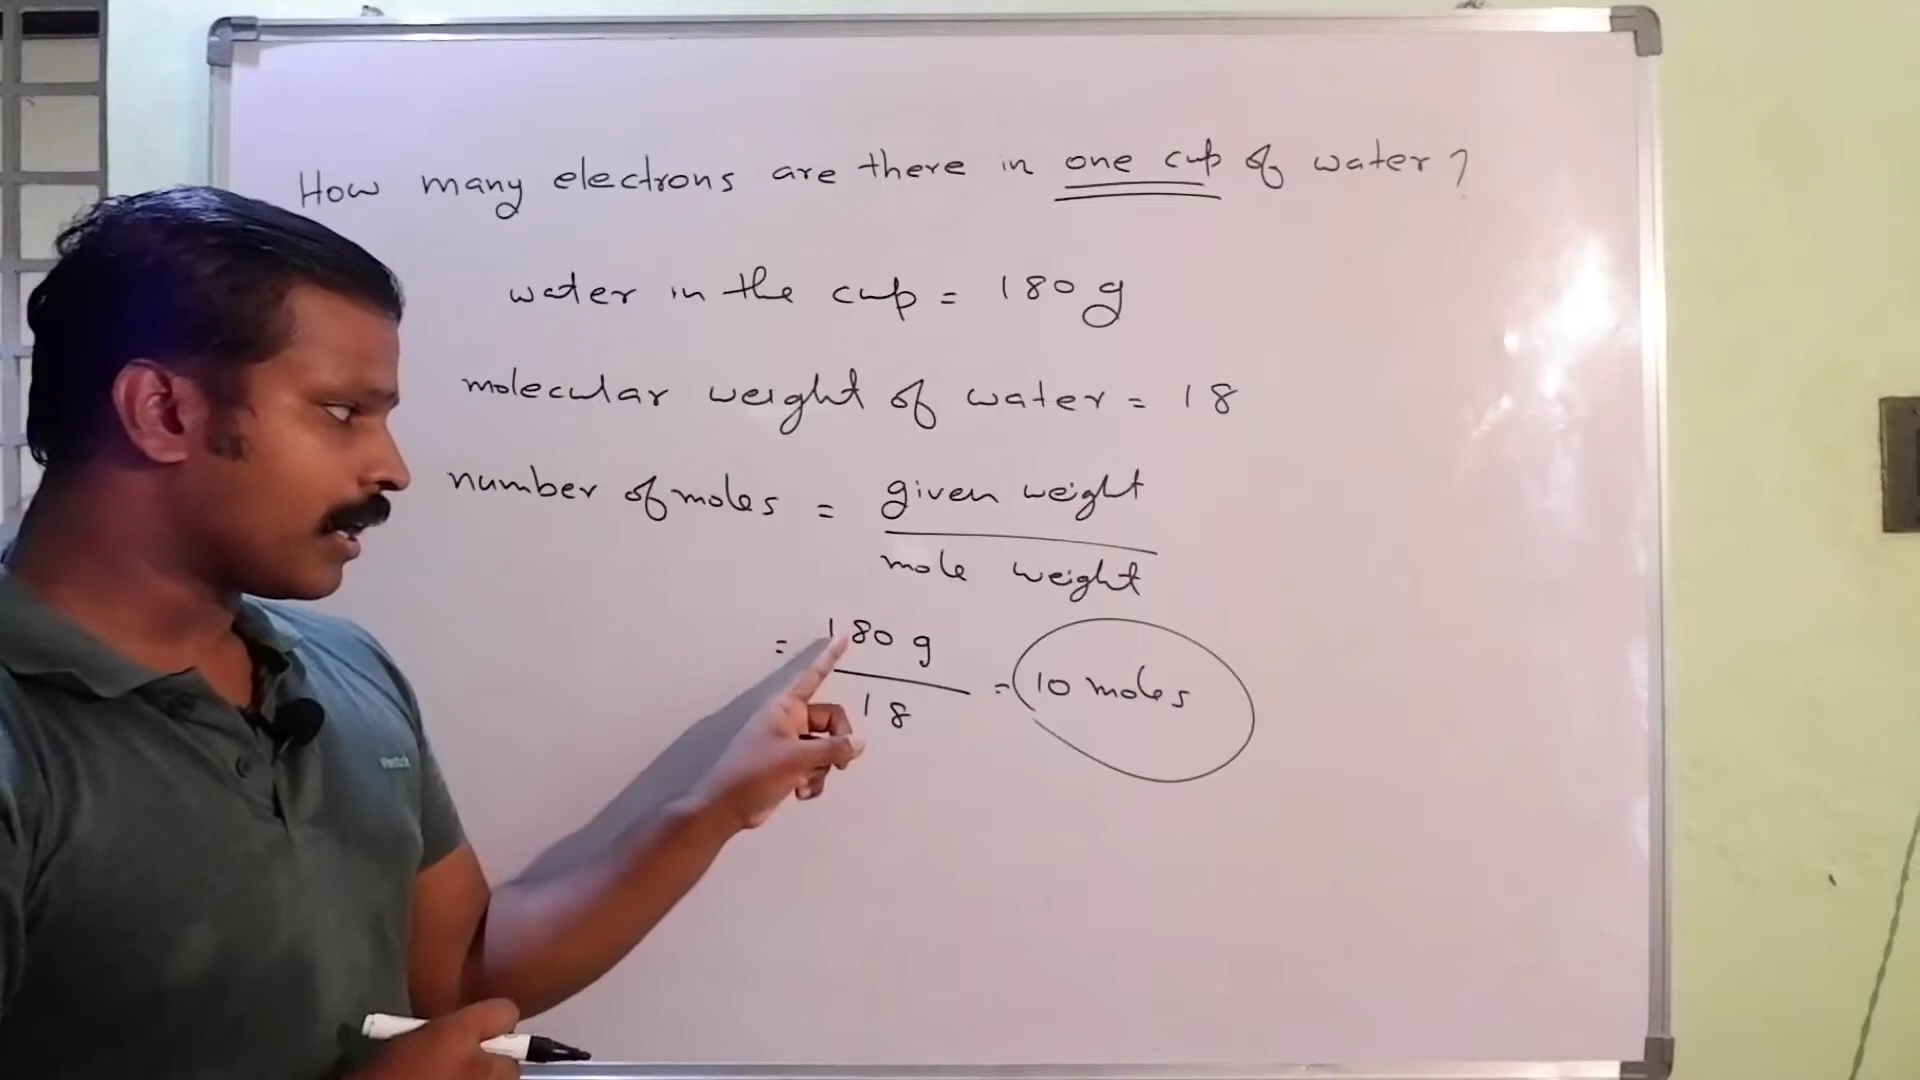 How many electrons are there in one cup of water?
water in the cup = 180 g
molecular weight of water = 18
number of moles = given weight
mole weight
= 180 g
18
= 10 moles
Reebok